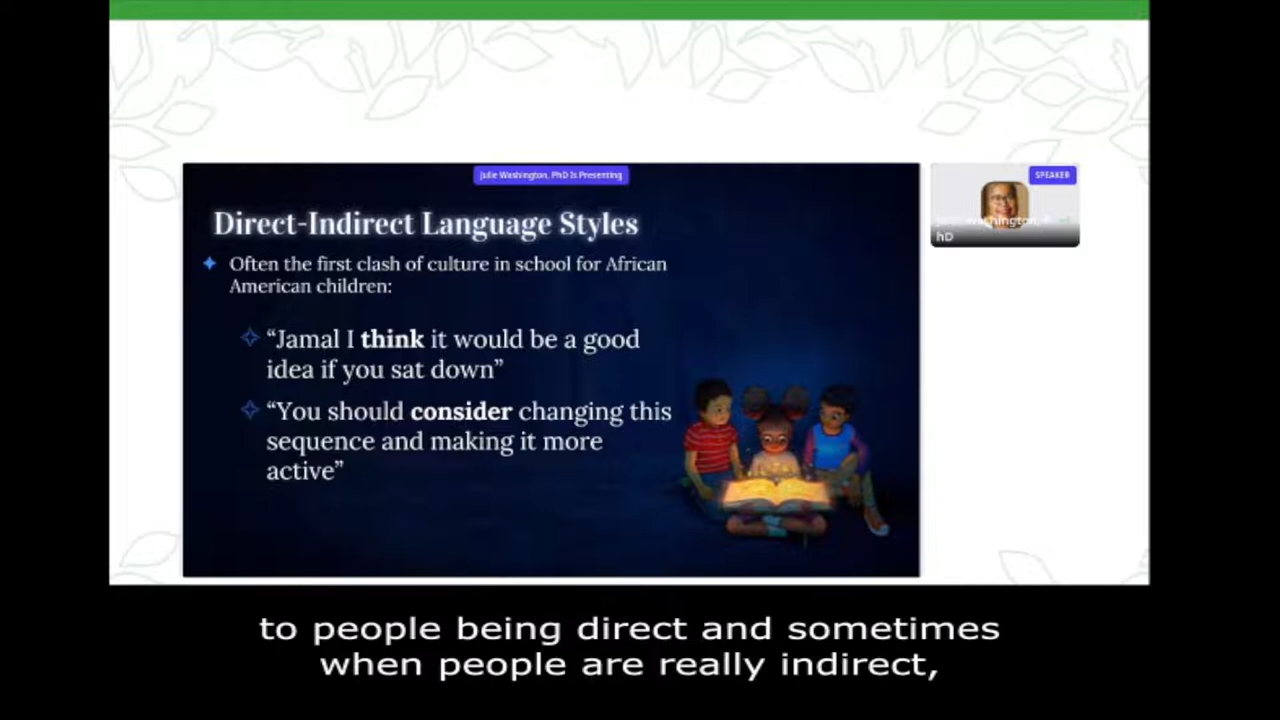 Julie Washington, PhD Is Presenting
SPEAKER
Washington,
hD
Direct-Indirect Language Styles
Often the first clash of culture in school for African
American children:
“Jamal I think it would be a good
idea if you sat down”
“You should consider changing this
sequence and making it more
active”
to people being direct and sometimes
when people are really indirect,